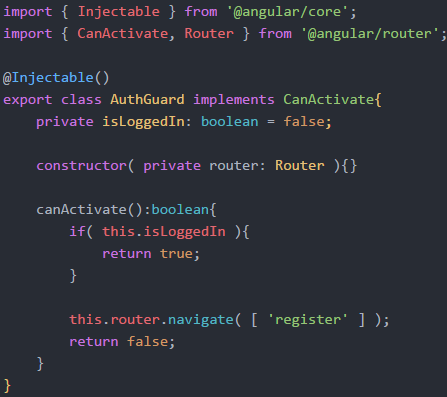 import { Injectable } from '@angular/core';
import { CanActivate, Router } from '@angular/router';

@Injectable()
export class AuthGuard implements CanActivate{
    private isLoggedIn: boolean = false;

    constructor( private router: Router ){}

    canActivate():boolean{
        if( this.isLoggedIn ){
            return true;
        }

        this.router.navigate( [ 'register' ] );
        return false;
    }
}